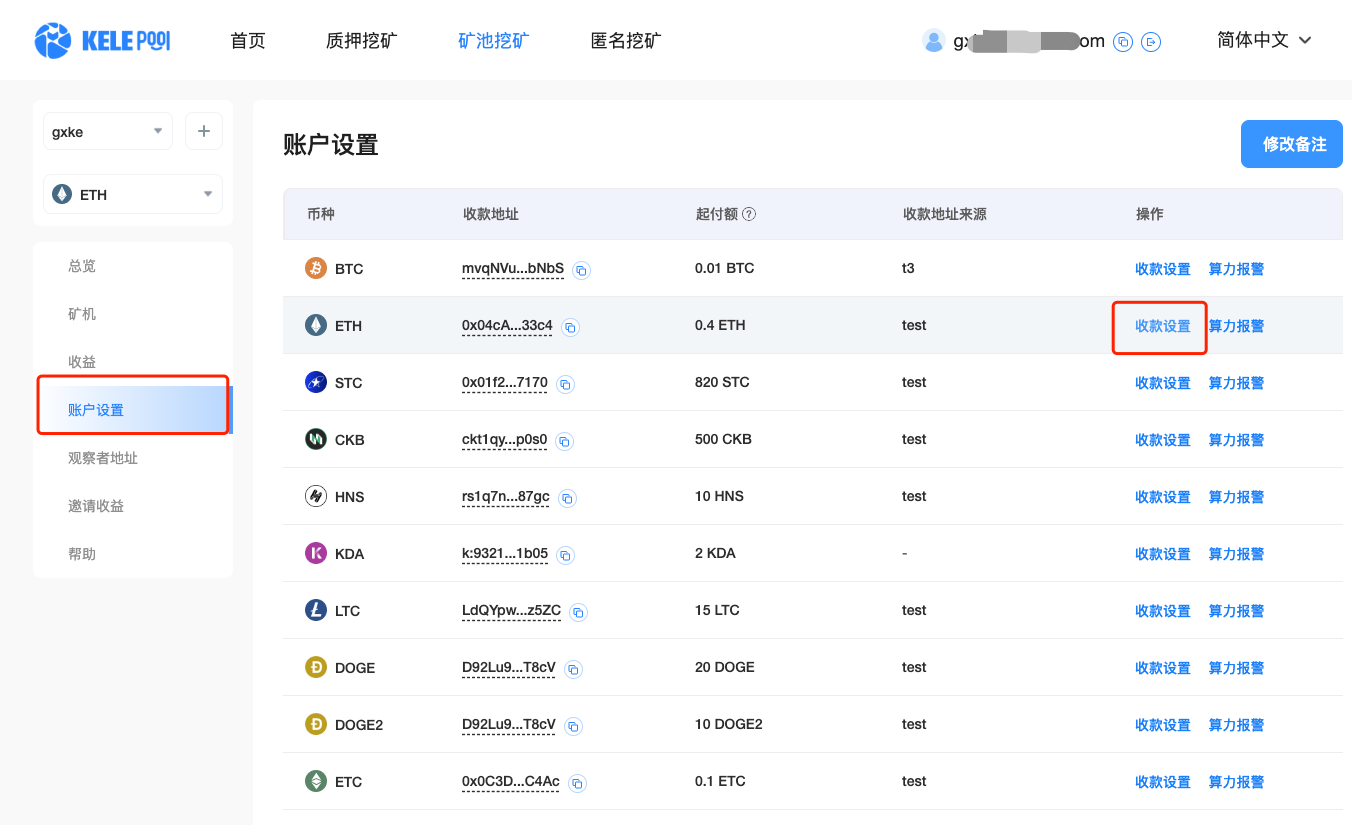 KELE POOL 首页 质押挖矿 矿池挖矿 匿名挖矿 gx om 简体中文
gxke
ETH
总览
矿机
收益
账户设置
观察者地址
邀请收益
帮助
账户设置 修改备注
币种 收款地址 起付额 ? 收款地址来源 操作
BTC mvqNVu...bNbS 0.01 BTC t3 收款设置 算力报警
ETH 0x04cA...33c4 0.4 ETH test 收款设置 算力报警
STC 0x01f2...7170 820 STC test 收款设置 算力报警
CKB ckt1qy...p0s0 500 CKB test 收款设置 算力报警
HNS rs1q7n...87gc 10 HNS test 收款设置 算力报警
KDA k:9321...1b05 2 KDA - 收款设置 算力报警
LTC LdQYpw...z5ZC 15 LTC test 收款设置 算力报警
DOGE D92Lu9...T8cV 20 DOGE test 收款设置 算力报警
DOGE2 D92Lu9...T8cV 10 DOGE2 test 收款设置 算力报警
ETC 0x0C3D...C4Ac 0.1 ETC test 收款设置 算力报警